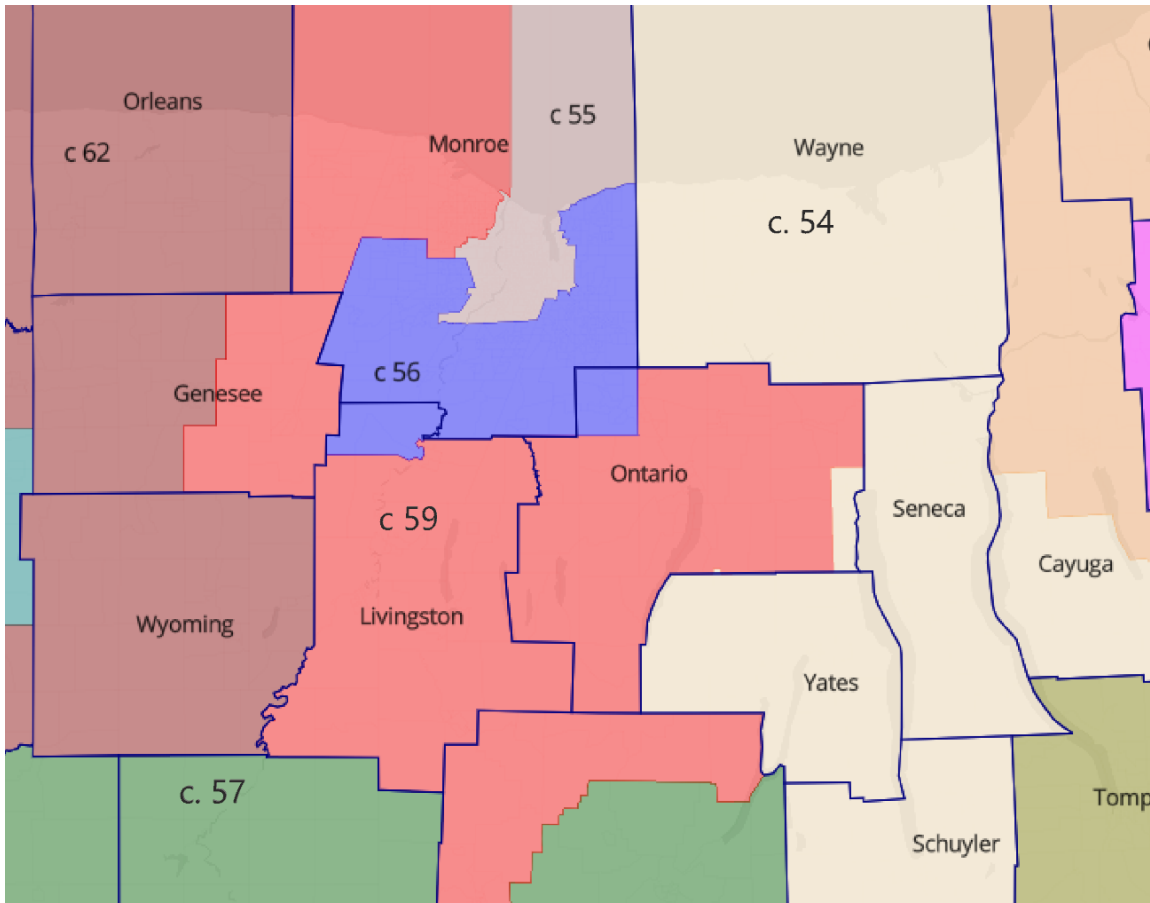 Orleans
c 55
Monroe
Wayne
c 62
c. 54
c 56
Genesee
Ontario
Seneca
c 59
Cayuga
Livingston
Wyoming
Yates
c. 57
Tomp
Schuyler